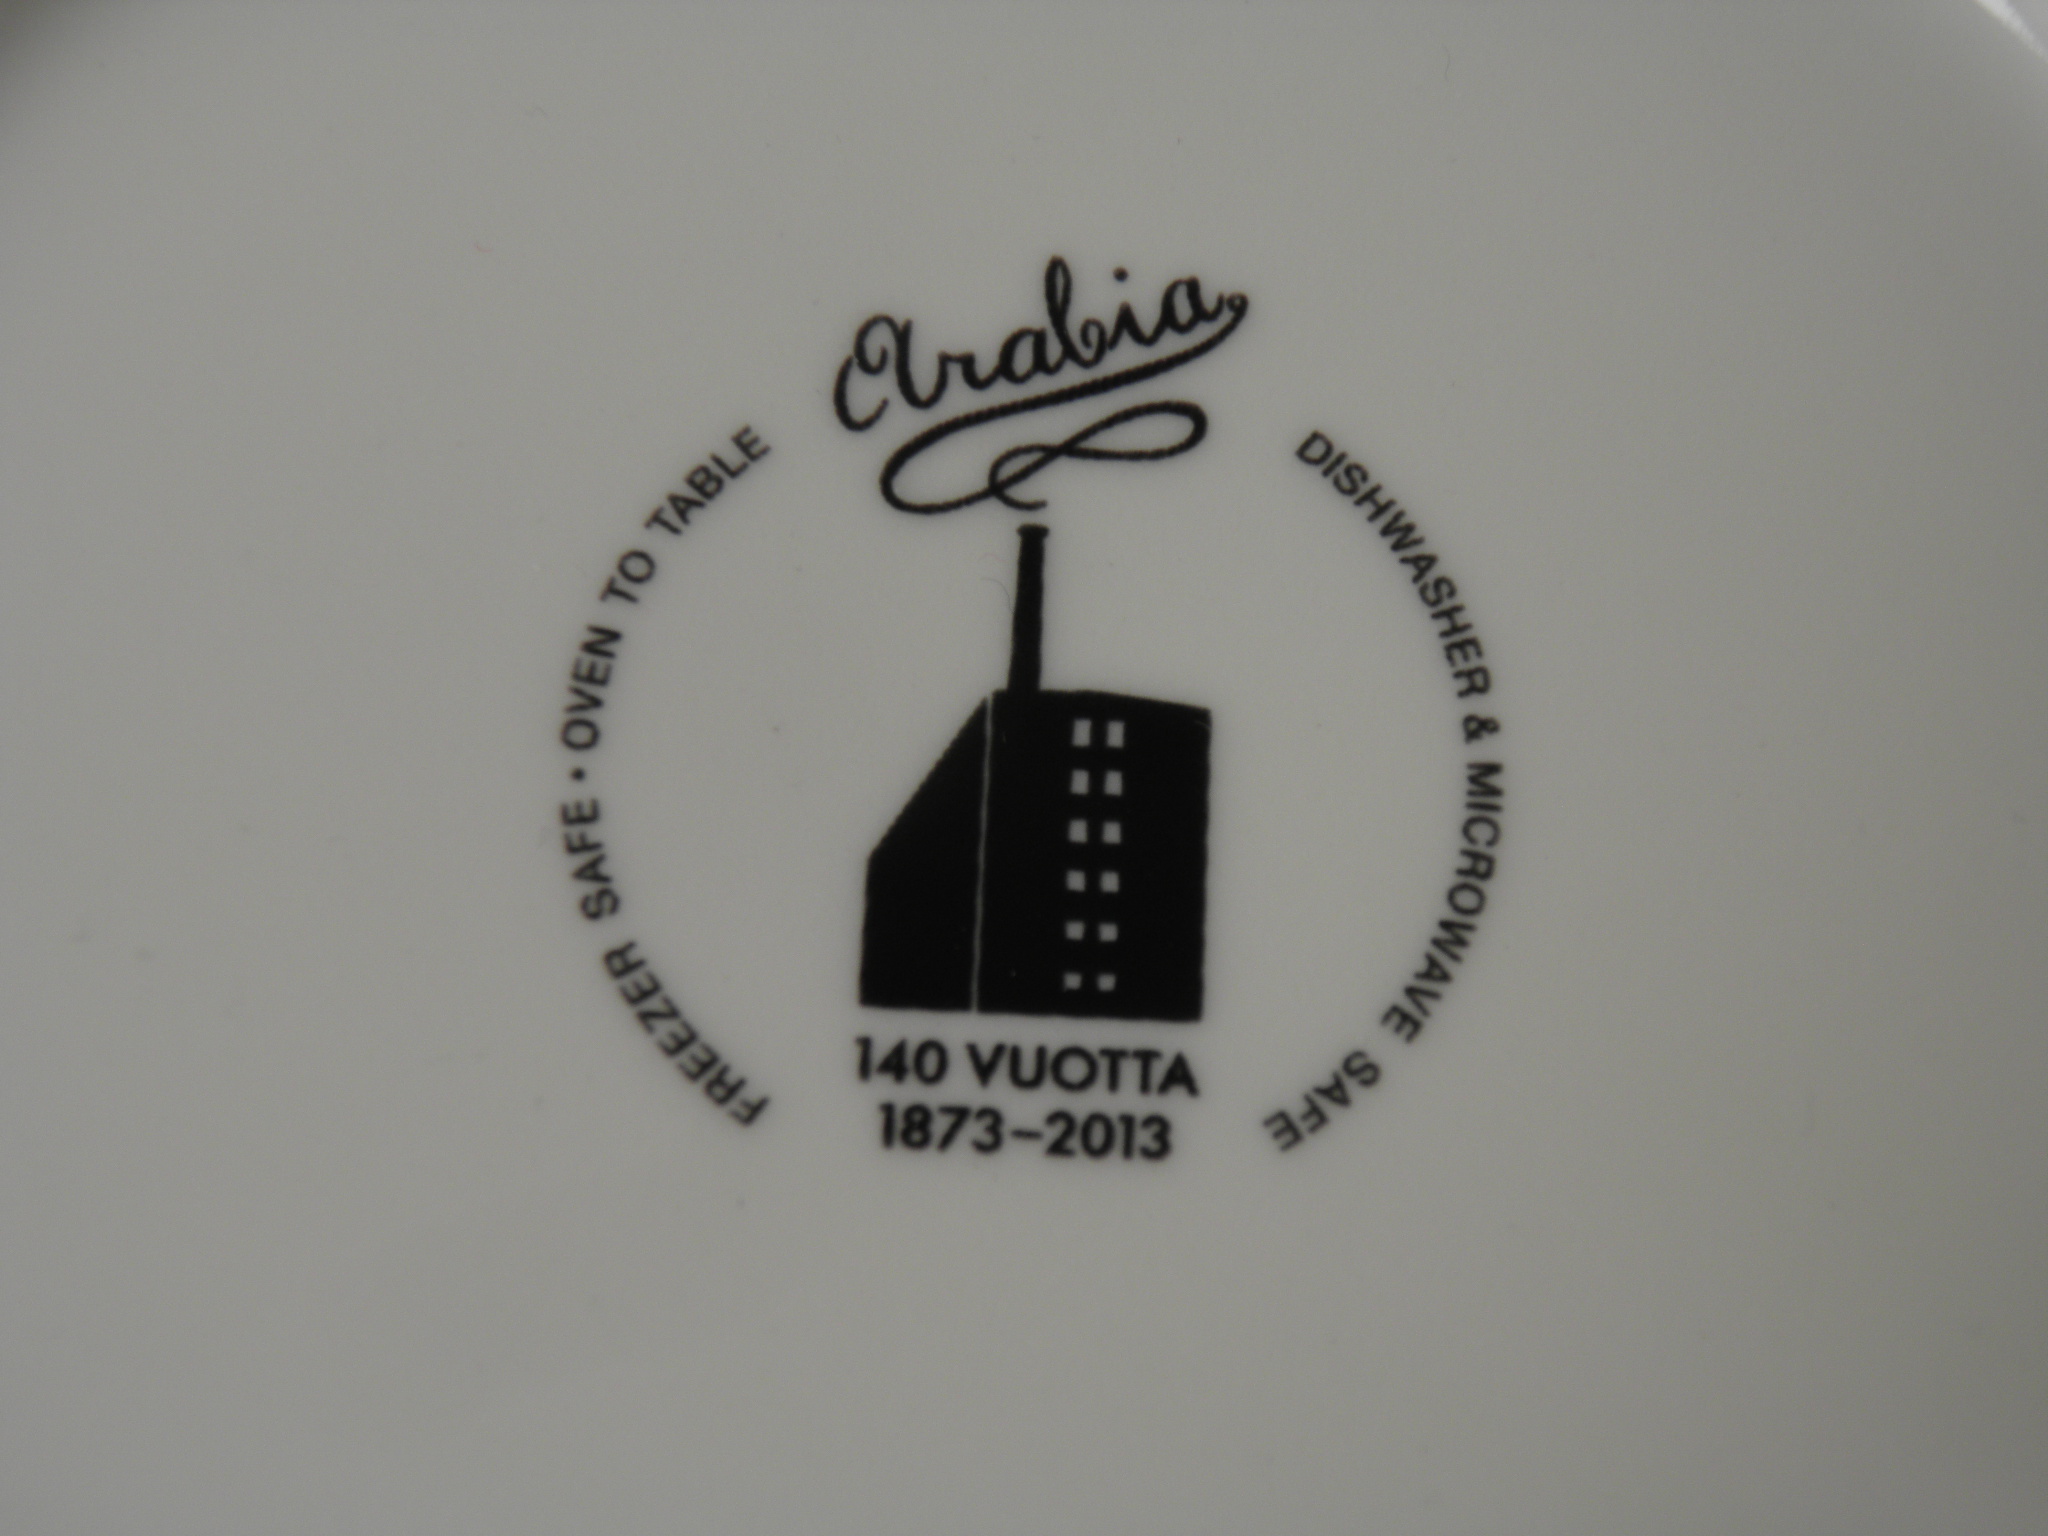 Arabia
FREEZER SAFE • OVEN TO TABLE
DISHWASHER & MICROWAVE SAFE
140 VUOTTA
1873–2013